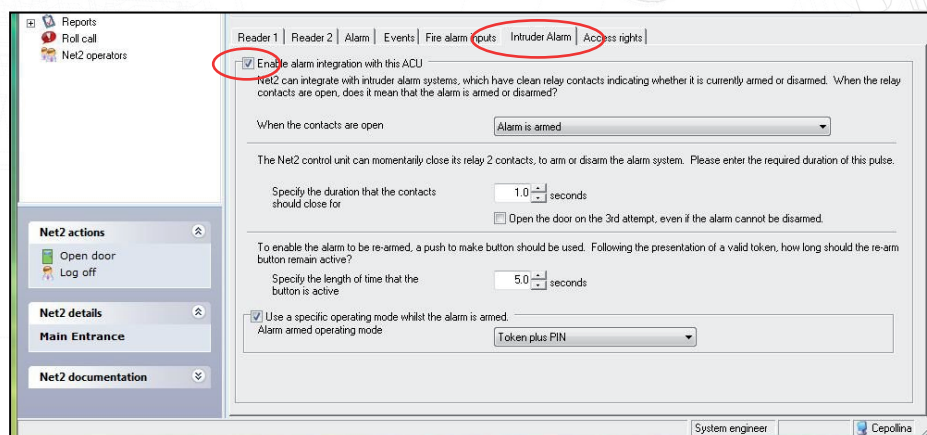 Reports
Roll call
Net2 operators
Reader 1 Reader 2 Alarm Events Fire alarm inputs Intruder Alarm Access rights
Enable alarm integration with this ACU
Net2 can integrate with intruder alarm systems, which have clean relay contacts indicating whether it is currently armed or disarmed. When the relay
contacts are open, does it mean that the alarm is armed or disarmed?
When the contacts are open Alarm is armed
The Net2 control unit can momentarily close its relay 2 contacts, to arm or disarm the alarm system. Please enter the required duration of this pulse.
Specify the duration that the contacts
should close for
1.0 seconds
Open the door on the 3rd attempt, even if the alarm cannot be disarmed.
To enable the alarm to be re-armed, a push to make button should be used. Following the presentation of a valid token, how long should the re-arm
button remain active?
Specify the length of time that the
button is active
5.0 seconds
Use a specific operating mode whilst the alarm is armed.
Alarm armed operating mode Token plus PIN
Net2 actions
Open door
Log off
Net2 details
Main Entrance
Net2 documentation
System engineer Cepollina